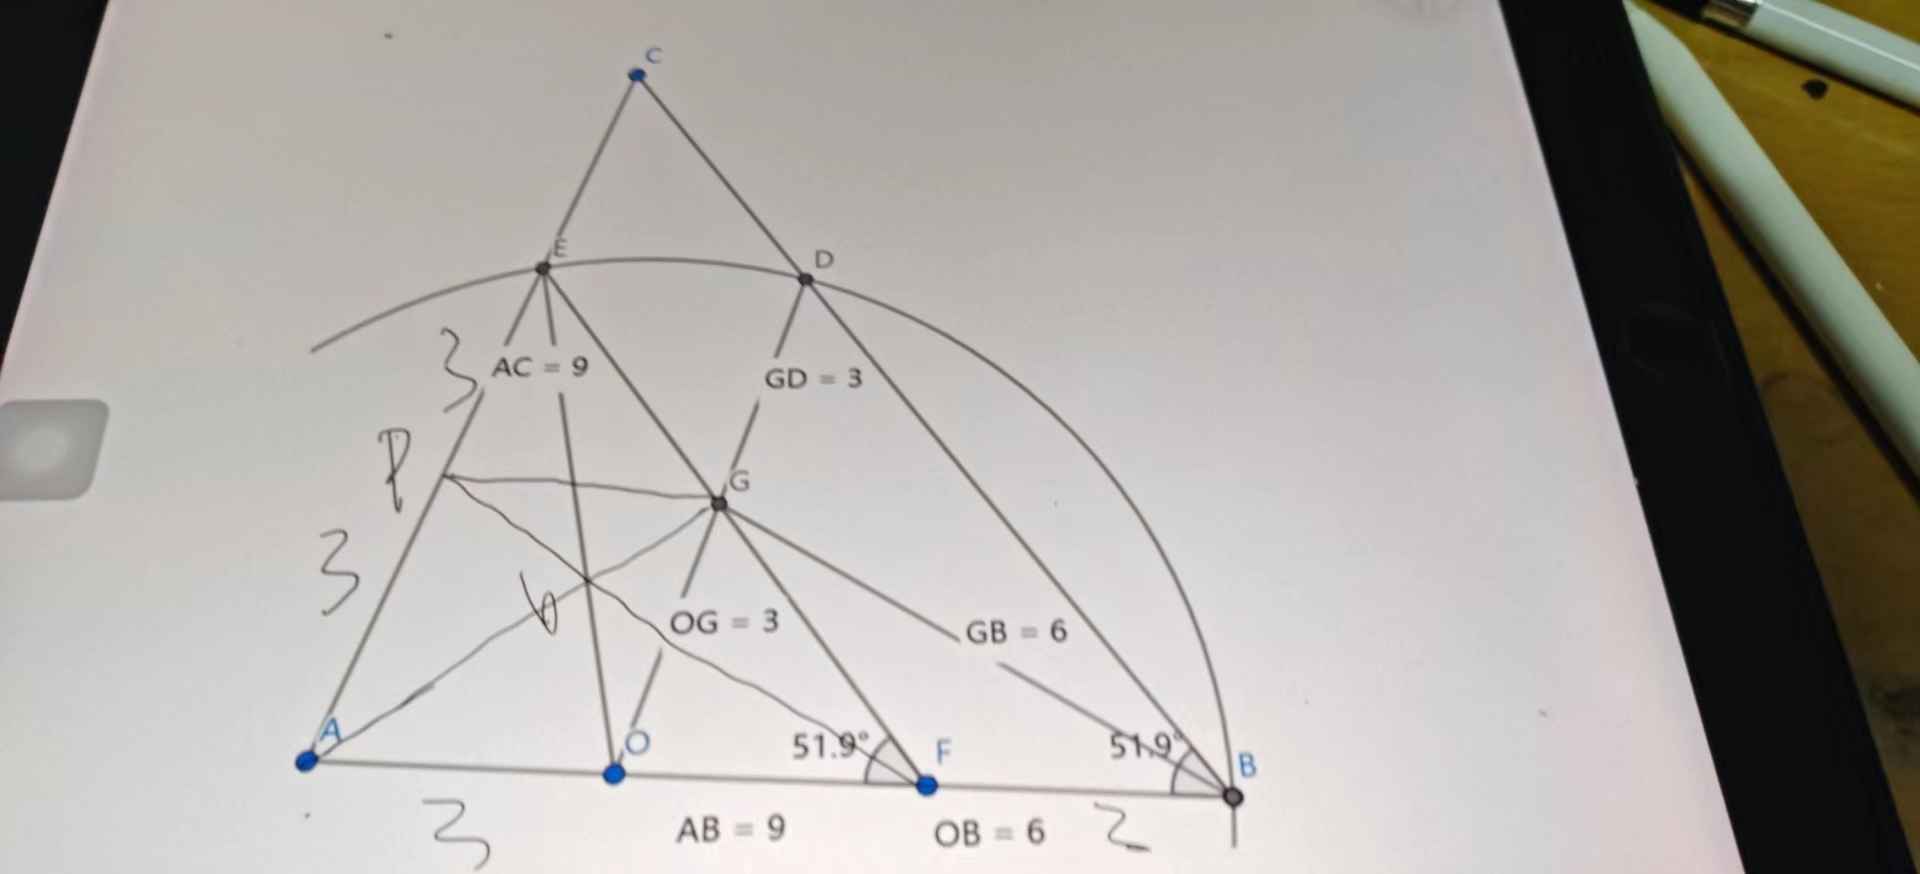 C
E
D
3
AC = 9
GD = 3
P
G
3
6
OG = 3
GB = 6
A
O
51.9°
F
51.9°
B
3
AB = 9
OB = 6
2